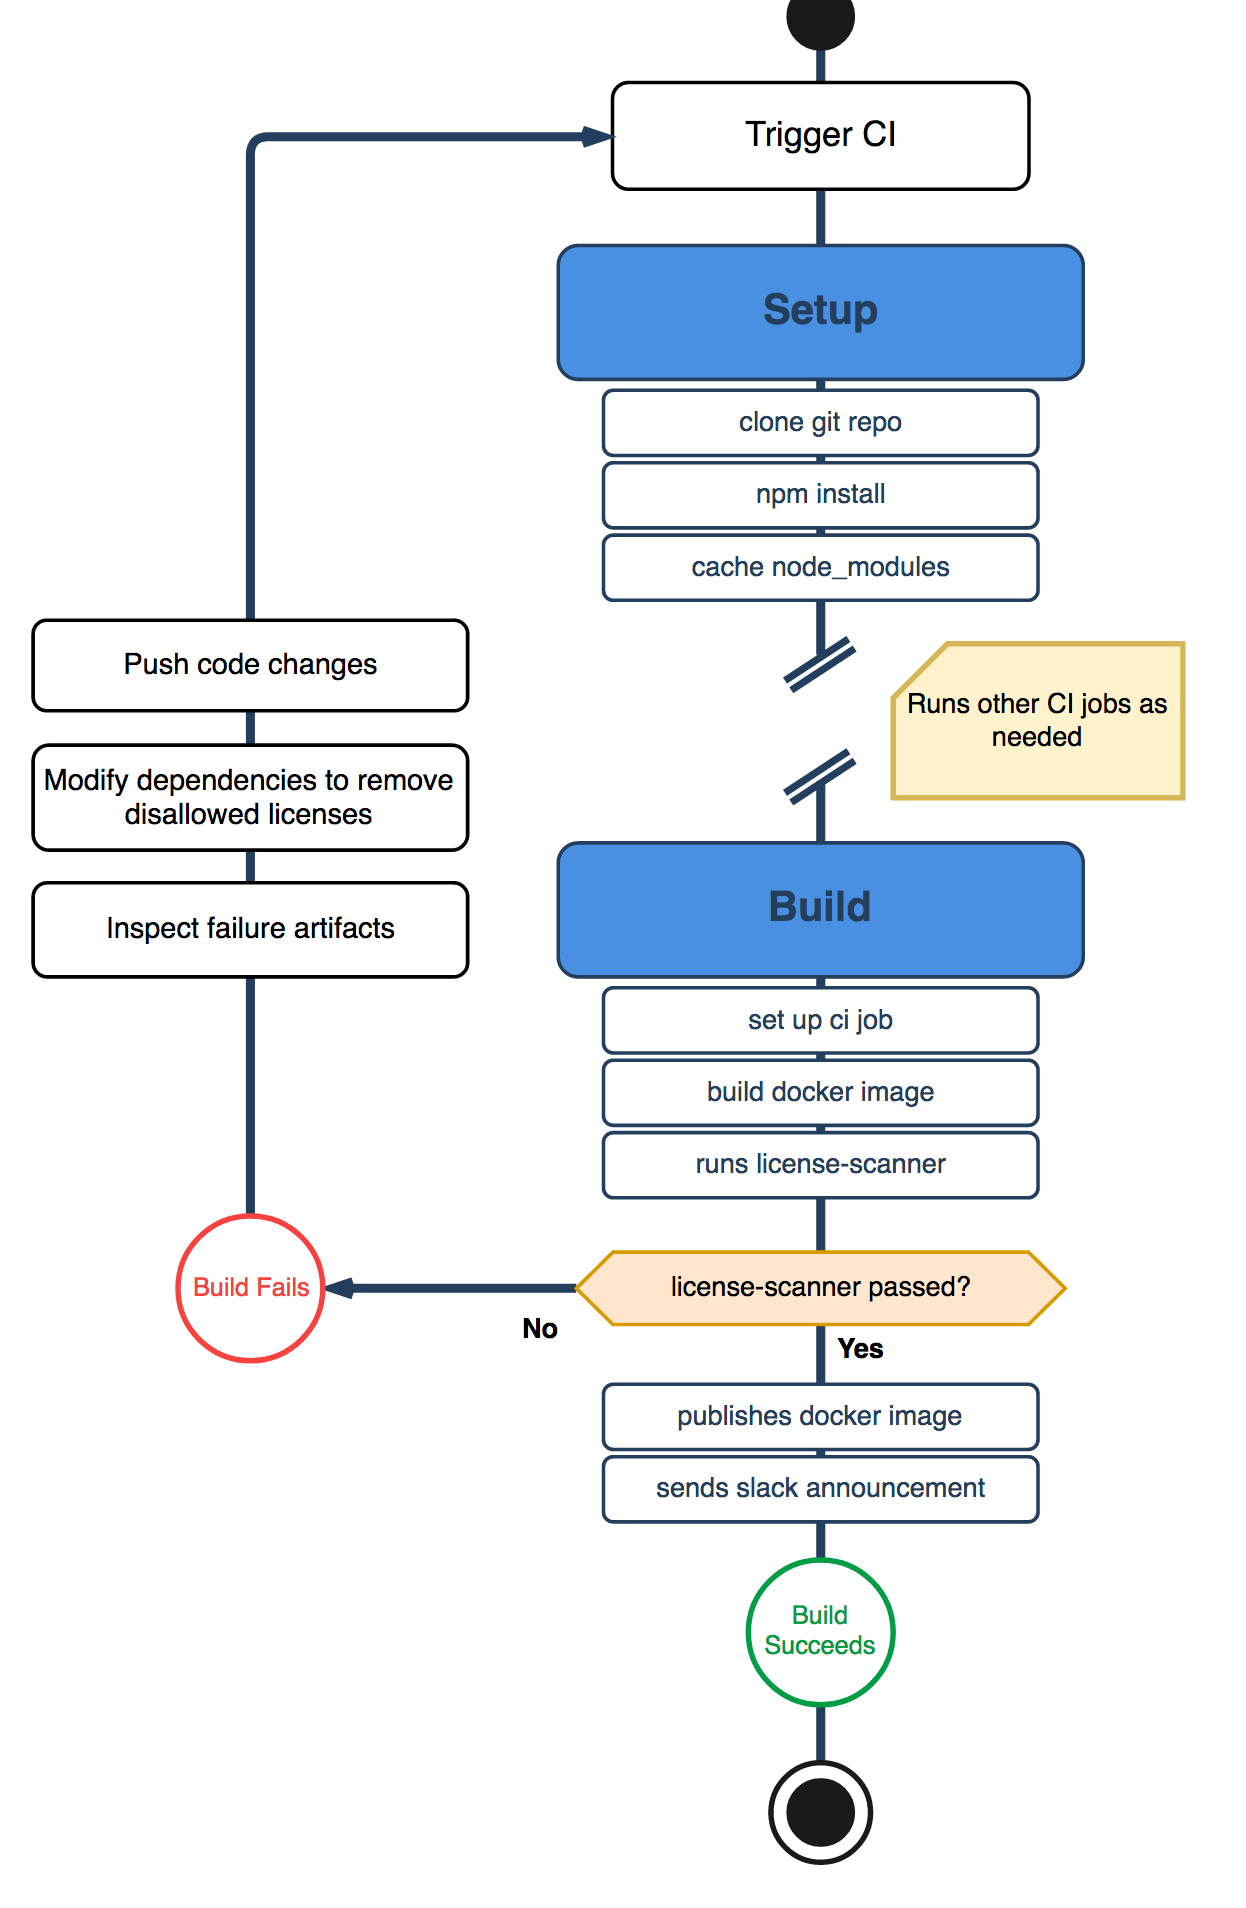 Trigger CI
Setup
clone git repo
npm install
cache node_modules
Runs other CI jobs as
needed
Push code changes
Modify dependencies to remove
disallowed licenses
Inspect failure artifacts
Build
set up ci job
build docker image
runs license-scanner
license-scanner passed?
Build Fails
No
Yes
publishes docker image
sends slack announcement
Build
Succeeds